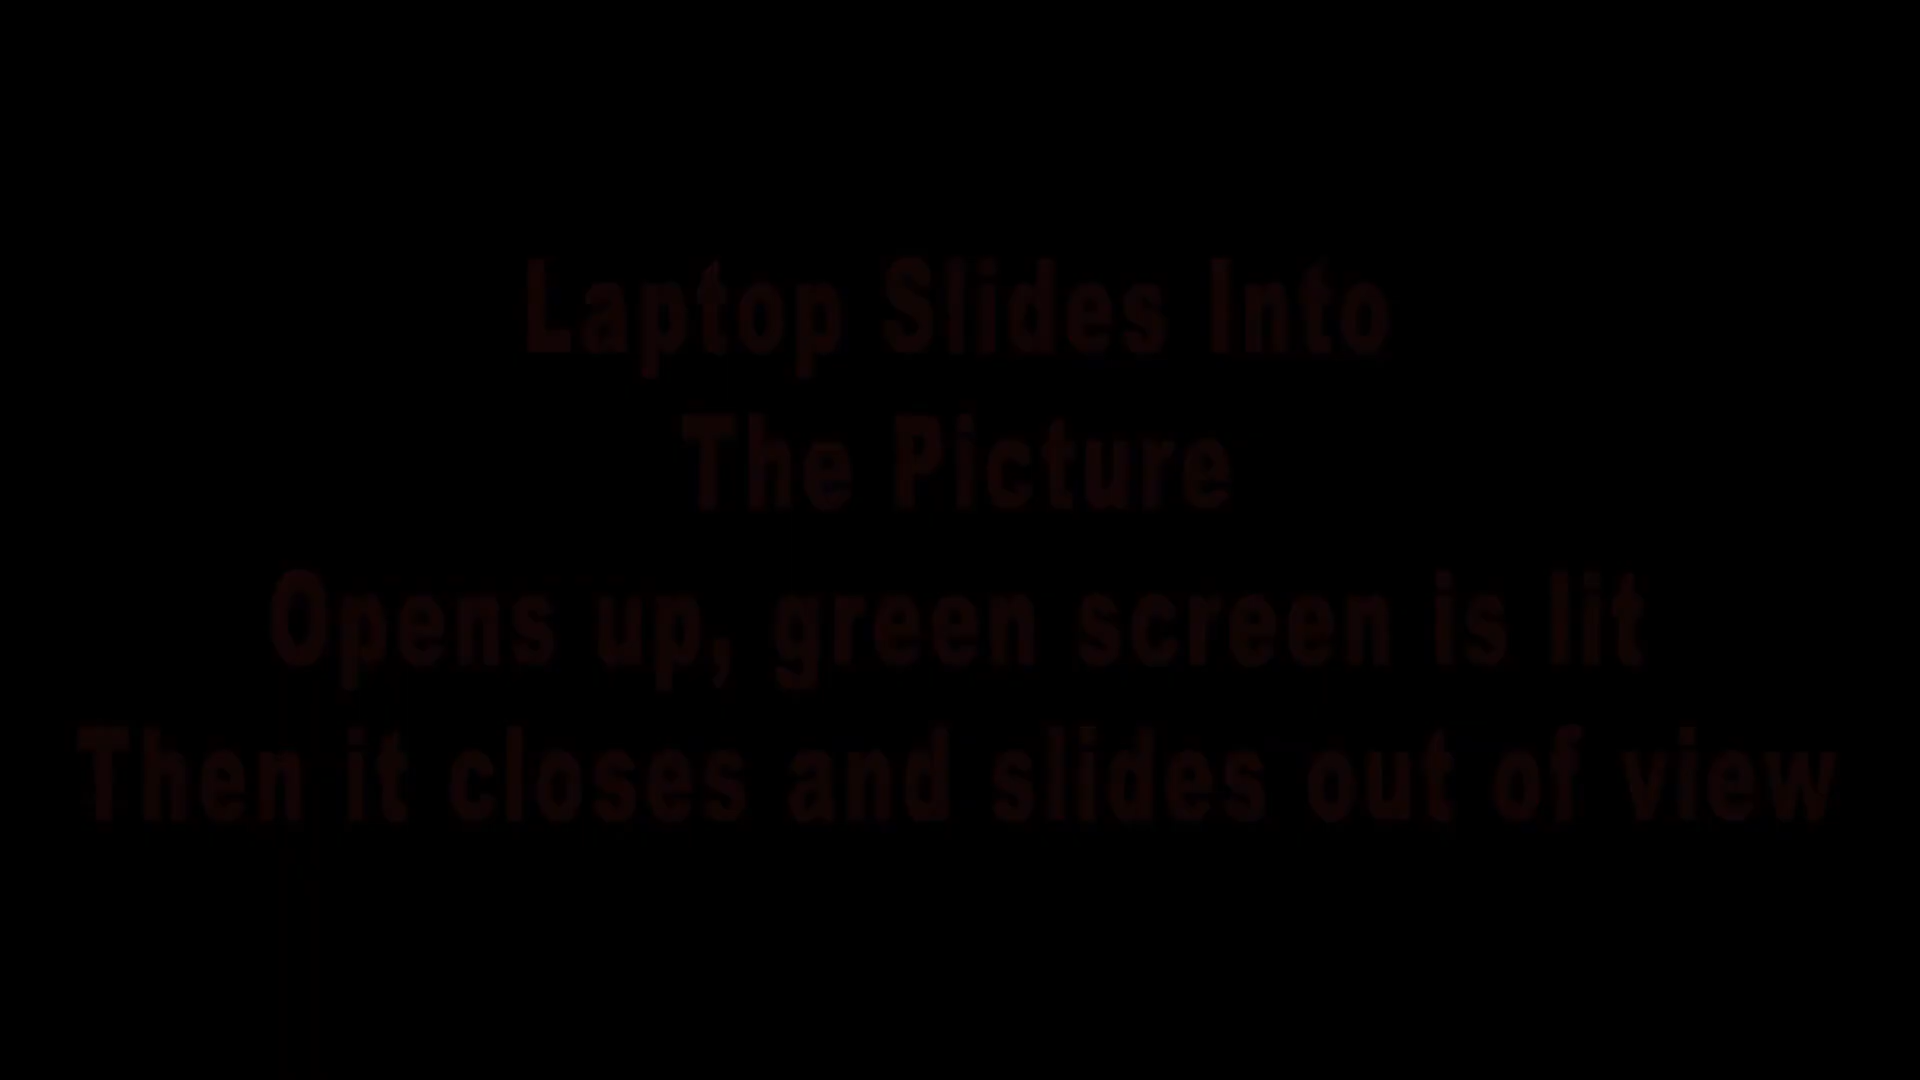 Laptop Slides Into
The Picture
Opens up, green screen is lit
Then it closes and slides out of view